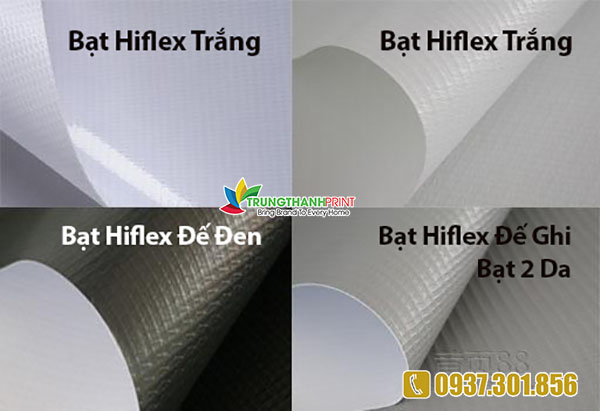 Bạt Hiflex Trắng
Bạt Hiflex Trắng
TRUNGTHANHPRINT
Bring Brand To Every Home
Bạt Hiflex Đế Đen
Bạt Hiflex Đế Ghi
Bạt 2 Da
0937.301.856